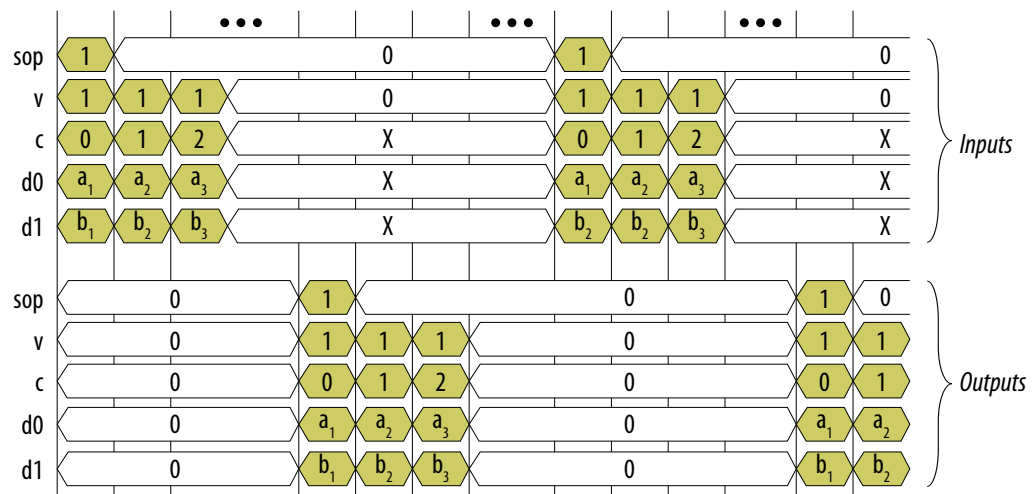 ••• ••• •••
sop 1 0 1 0
v 1 1 1 0 1 1 1 0
c 0 1 2 X 0 1 2 X
d0 a1 a2 a3 X a1 a2 a3 X
d1 b1 b2 b3 X b2 b2 b3 X
Inputs
sop 0 1 0 1 0
v 0 1 1 1 0 1 1
c 0 0 1 2 0 0 1
d0 0 a1 a2 a3 0 a1 a2
d1 0 b1 b2 b3 0 b1 b2
Outputs